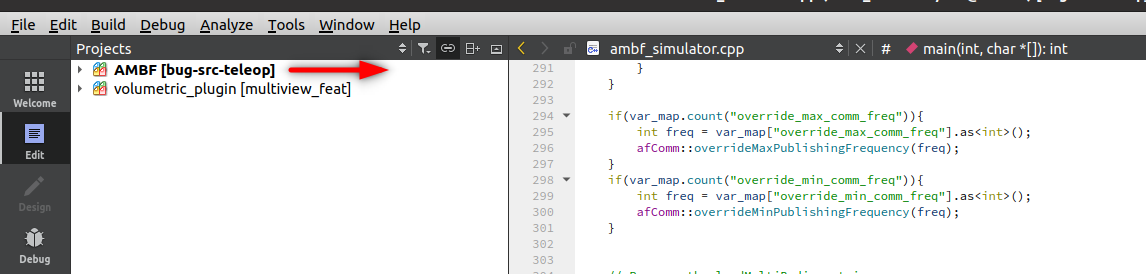 File Edit Build Debug Analyze Tools Window Help
Projects
ambf_simulator.cpp
# main(int, char *[]): int
AMBF [bug-src-teleop]
volumetric_plugin [multiview_feat]
Welcome
Edit
Design
Debug
291 }
292 }
293
294 if(var_map.count("override_max_comm_freq")){
295 int freq = var_map["override_max_comm_freq"].as<int>();
296 afComm::overrideMaxPublishingFrequency(freq);
297 }
298 if(var_map.count("override_min_comm_freq")){
299 int freq = var_map["override_min_comm_freq"].as<int>();
300 afComm::overrideMinPublishingFrequency(freq);
301 }
302
303